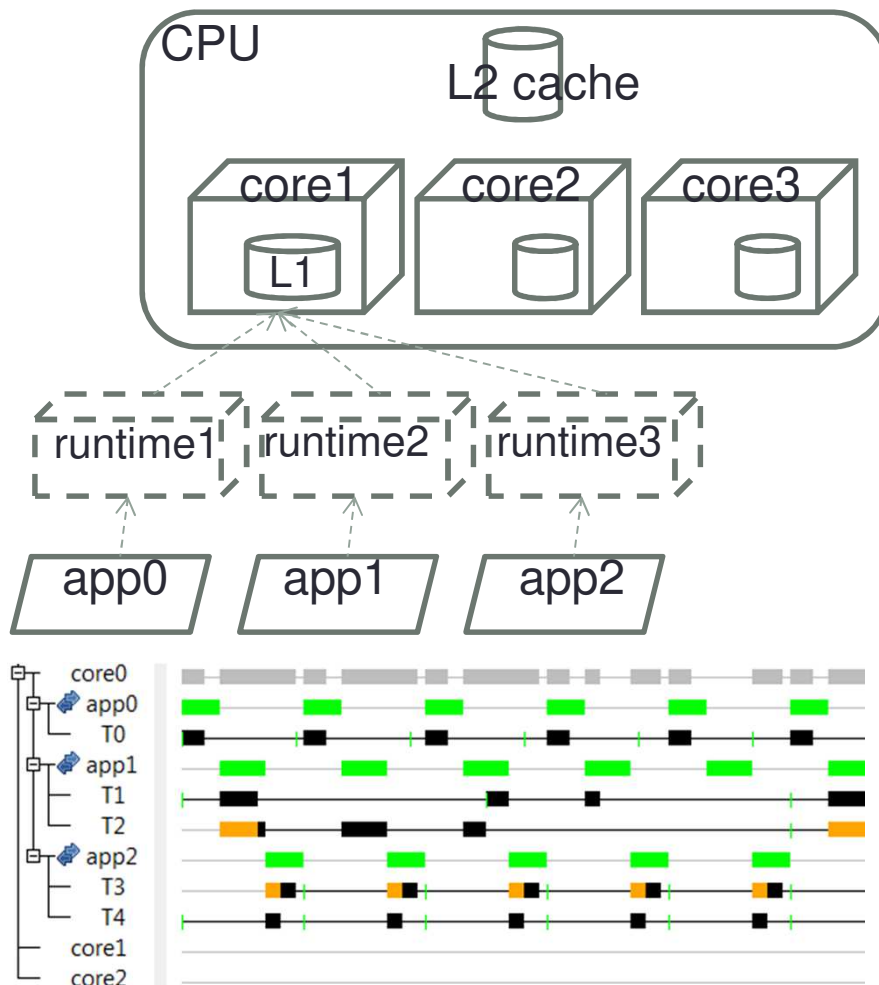 CPU
L2 cache
core1 core2 core3
L1
runtime1 runtime2 runtime3
app0 app1 app2
core0
app0
T0
app1
T1
T2
app2
T3
T4
core1
core2